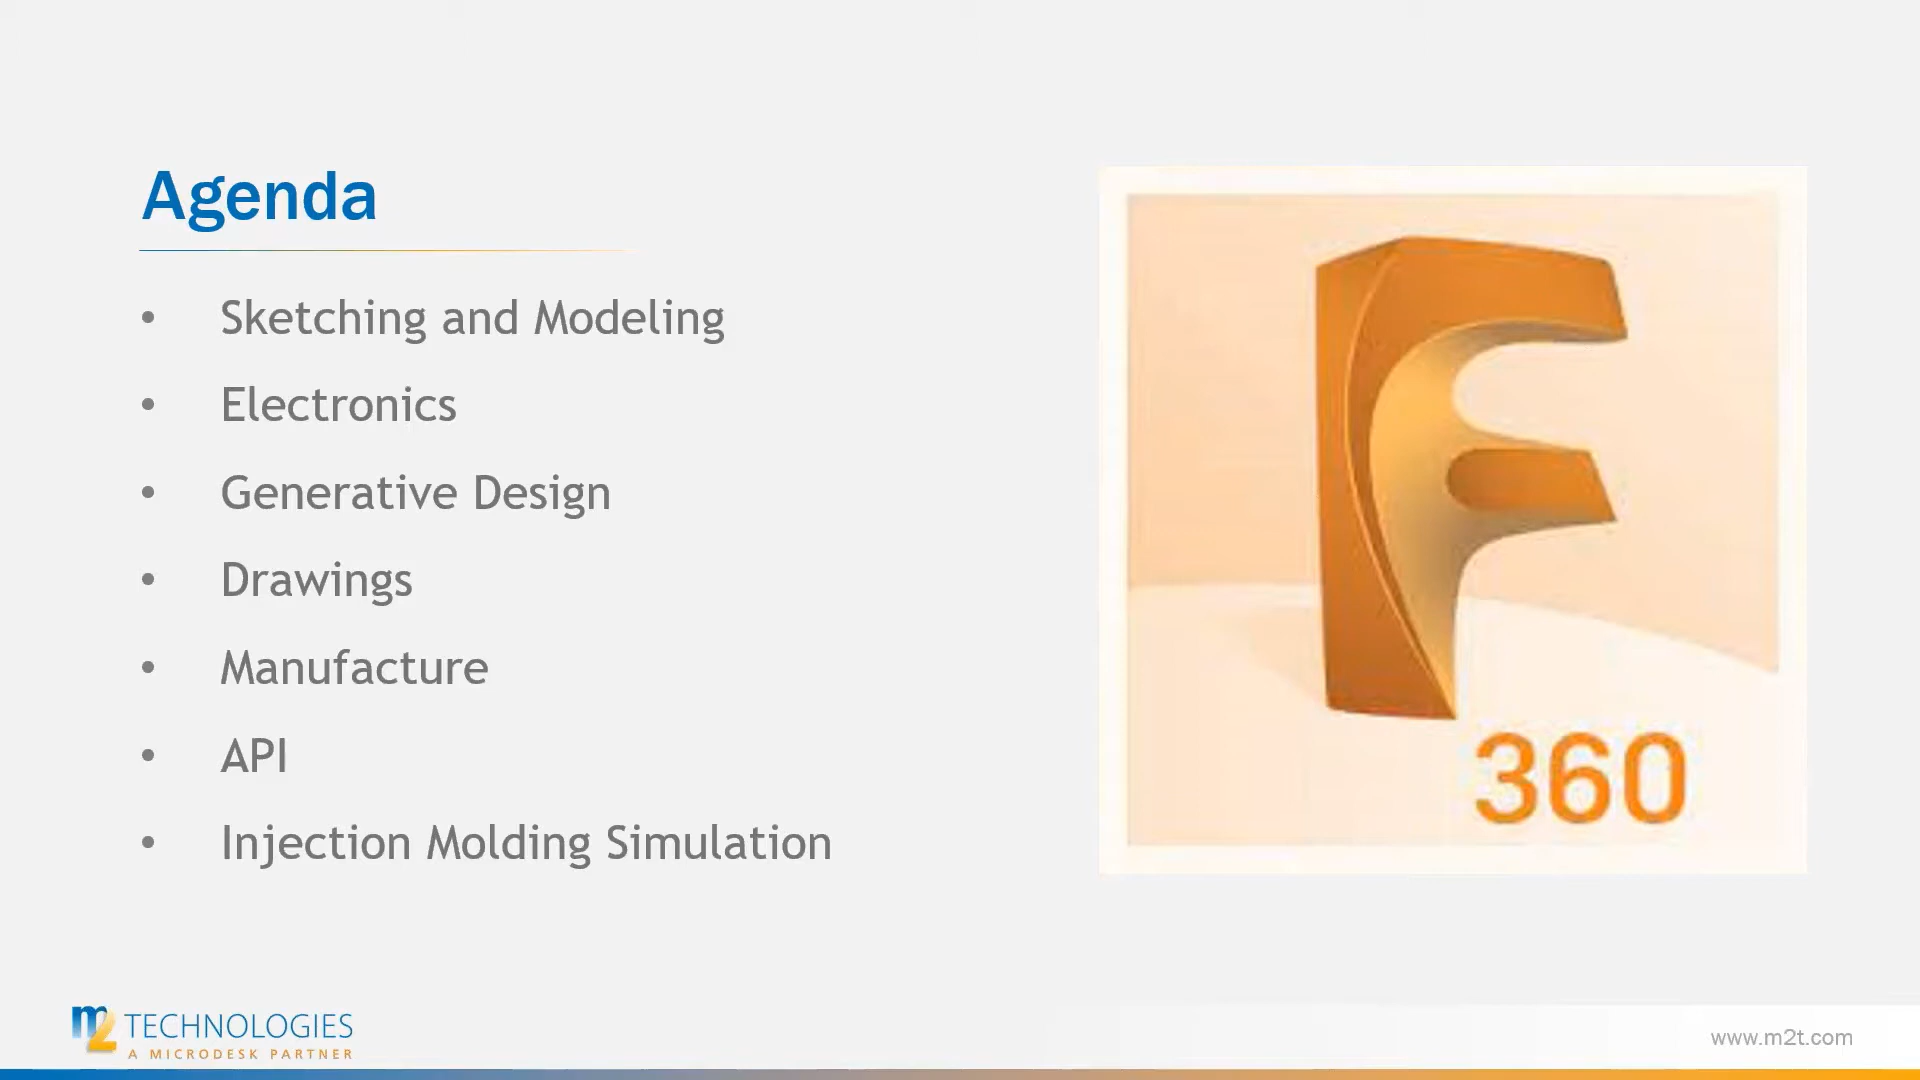 Agenda
• Sketching and Modeling
• Electronics
• Generative Design
• Drawings
• Manufacture
• API
• Injection Molding Simulation
F
360
m2 TECHNOLOGIES
A MICRODESK PARTNER
www.m2t.com